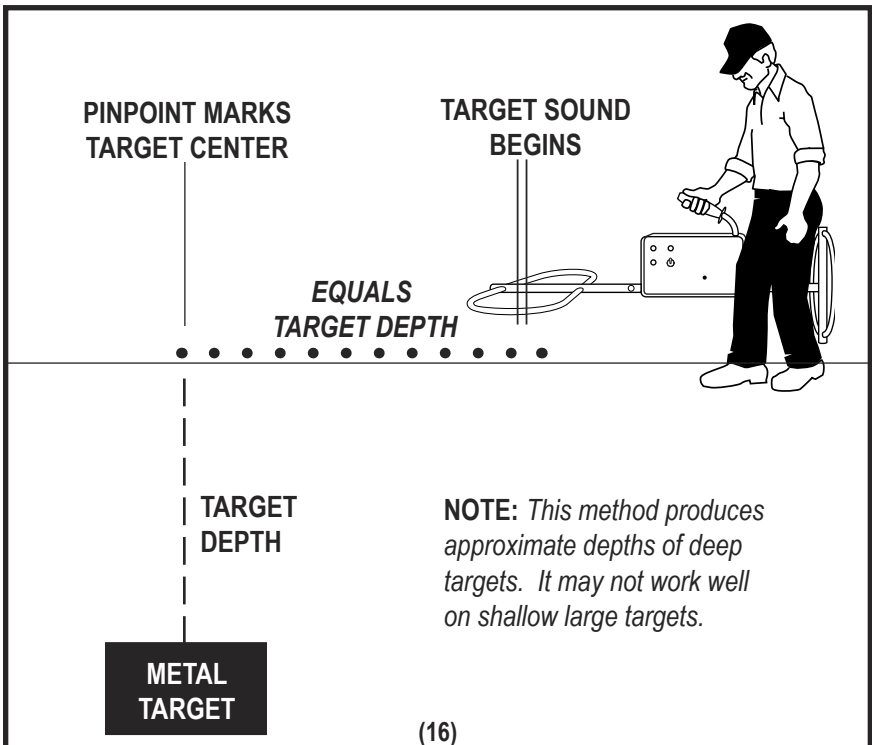 PINPOINT MARKS
TARGET CENTER
TARGET SOUND
BEGINS
EQUALS
TARGET DEPTH
TARGET
DEPTH
NOTE: This method produces
approximate depths of deep
targets. It may not work well
on shallow large targets.
METAL
TARGET
(16)